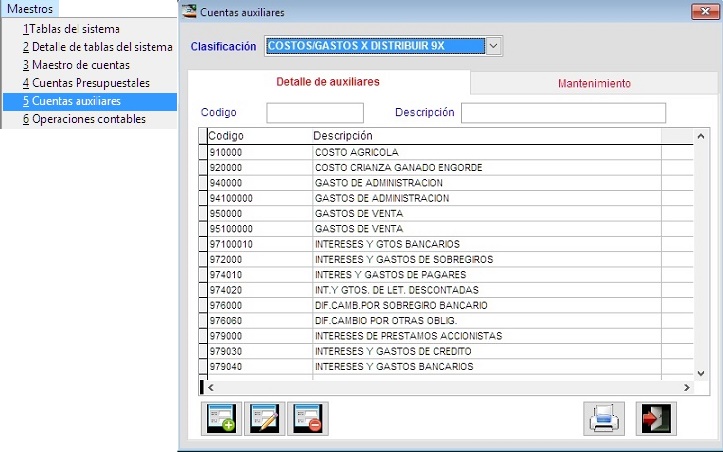 Maestros
1 Tablas del sistema
2 Detalle de tablas del sistema
3 Maestro de cuentas
4 Cuentas Presupuestales
5 Cuentas auxiliares
6 Operaciones contables
Cuentas auxiliares
Clasificación COSTOS/GASTOS X DISTRIBUIR 9X
Detalle de auxiliares Mantenimiento
Codigo Descripción
Codigo Descripción
910000 COSTO AGRICOLA
920000 COSTO CRIANZA GANADO ENGORDE
940000 GASTO DE ADMINISTRACION
94100000 GASTOS DE ADMINISTRACION
950000 GASTOS DE VENTA
95100000 GASTOS DE VENTA
97100010 INTERESES Y GTOS BANCARIOS
972000 INTERESES Y GASTOS DE SOBREGIROS
974010 INTERES Y GASTOS DE PAGARES
974020 INT.Y GTOS. DE LET. DESCONTADAS
976000 DIF.CAMB.POR SOBREGIRO BANCARIO
976060 DIF.CAMBIO POR OTRAS OBLIG.
979000 INTERESES DE PRESTAMOS ACCIONISTAS
979030 INTERESES Y GASTOS DE CREDITO
979040 INTERESES Y GASTOS BANCARIOS